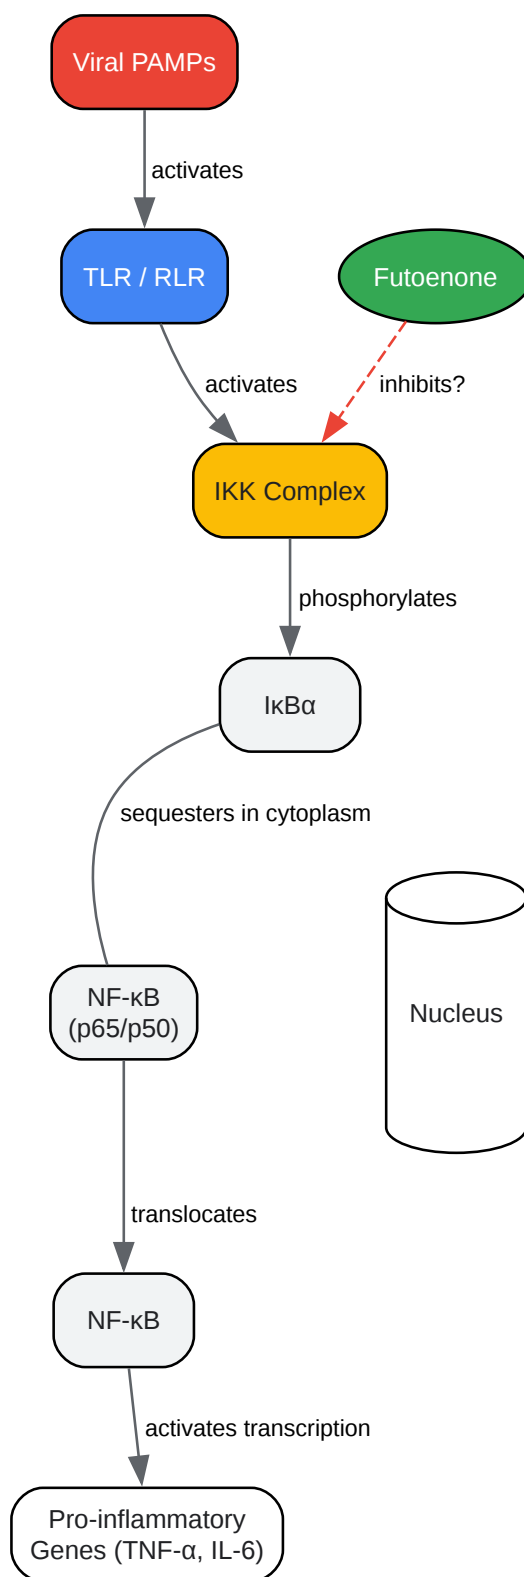 Viral PAMPs
activates
TLR / RLR
Futoenone
activates
inhibits?
IKK Complex
phosphorylates
IκBα
sequesters in cytoplasm
NF-κB
(p65/p50)
Nucleus
translocates
NF-κB
activates transcription
Pro-inflammatory
Genes (TNF-α, IL-6)